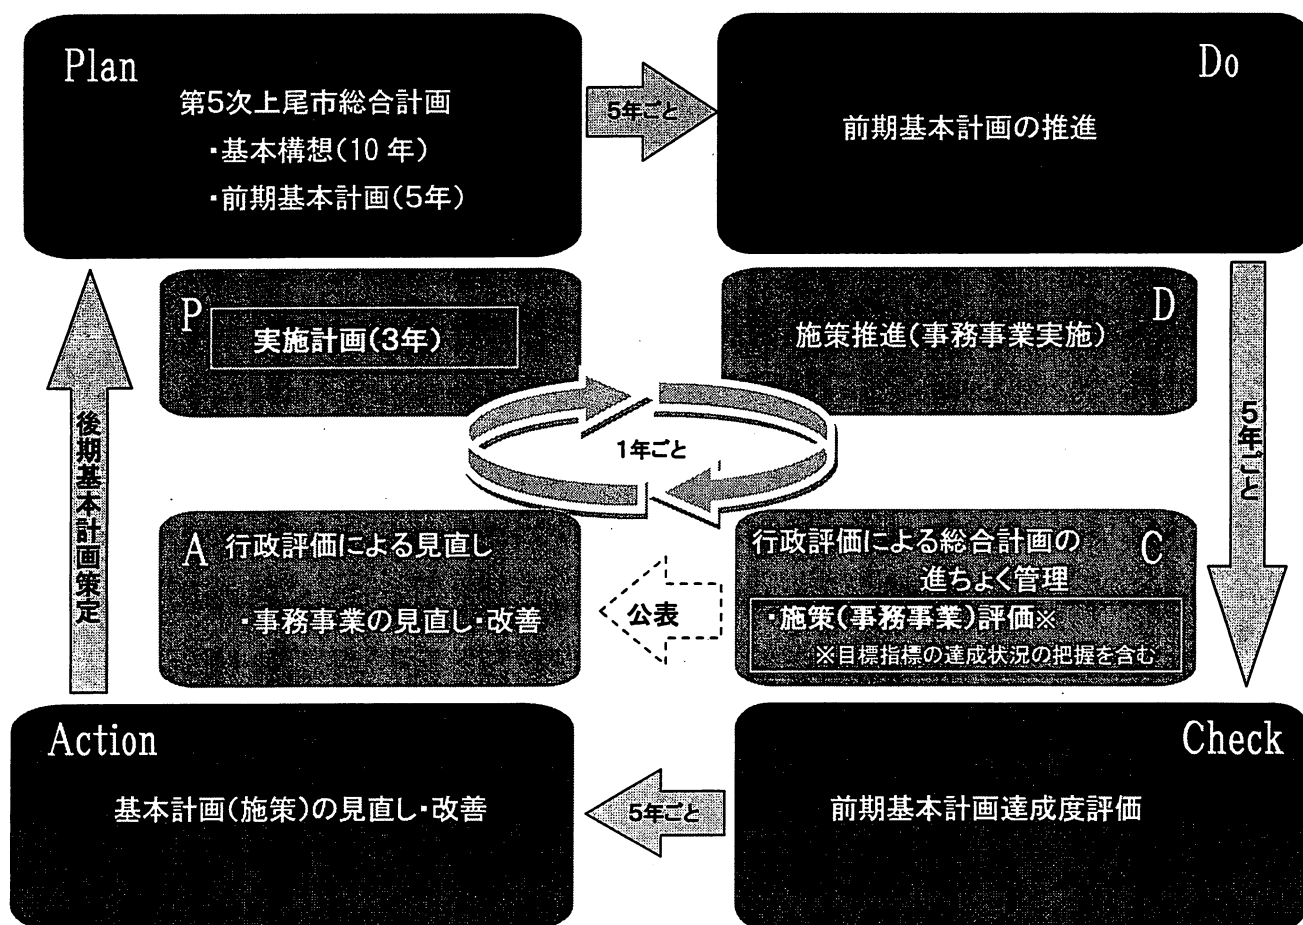 Plan
第5次上尾市総合計画
・基本構想(10年)
・前期基本計画(5年)
5年ごと
Do
前期基本計画の推進
P
実施計画(3年)
D
施策推進(事務事業実施)
1年ごと
後期基本計画策定
5年ごと
A 行政評価による見直し
・事務事業の見直し・改善
公表
C
行政評価による総合計画の
進ちょく管理
・施策(事務事業)評価※
※目標指標の達成状況の把握を含む
Action
基本計画(施策)の見直し・改善
5年ごと
Check
前期基本計画達成度評価